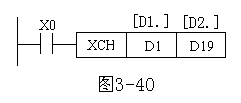 X0 [D1.] [D2.]
XCH D1 D19
图3-40